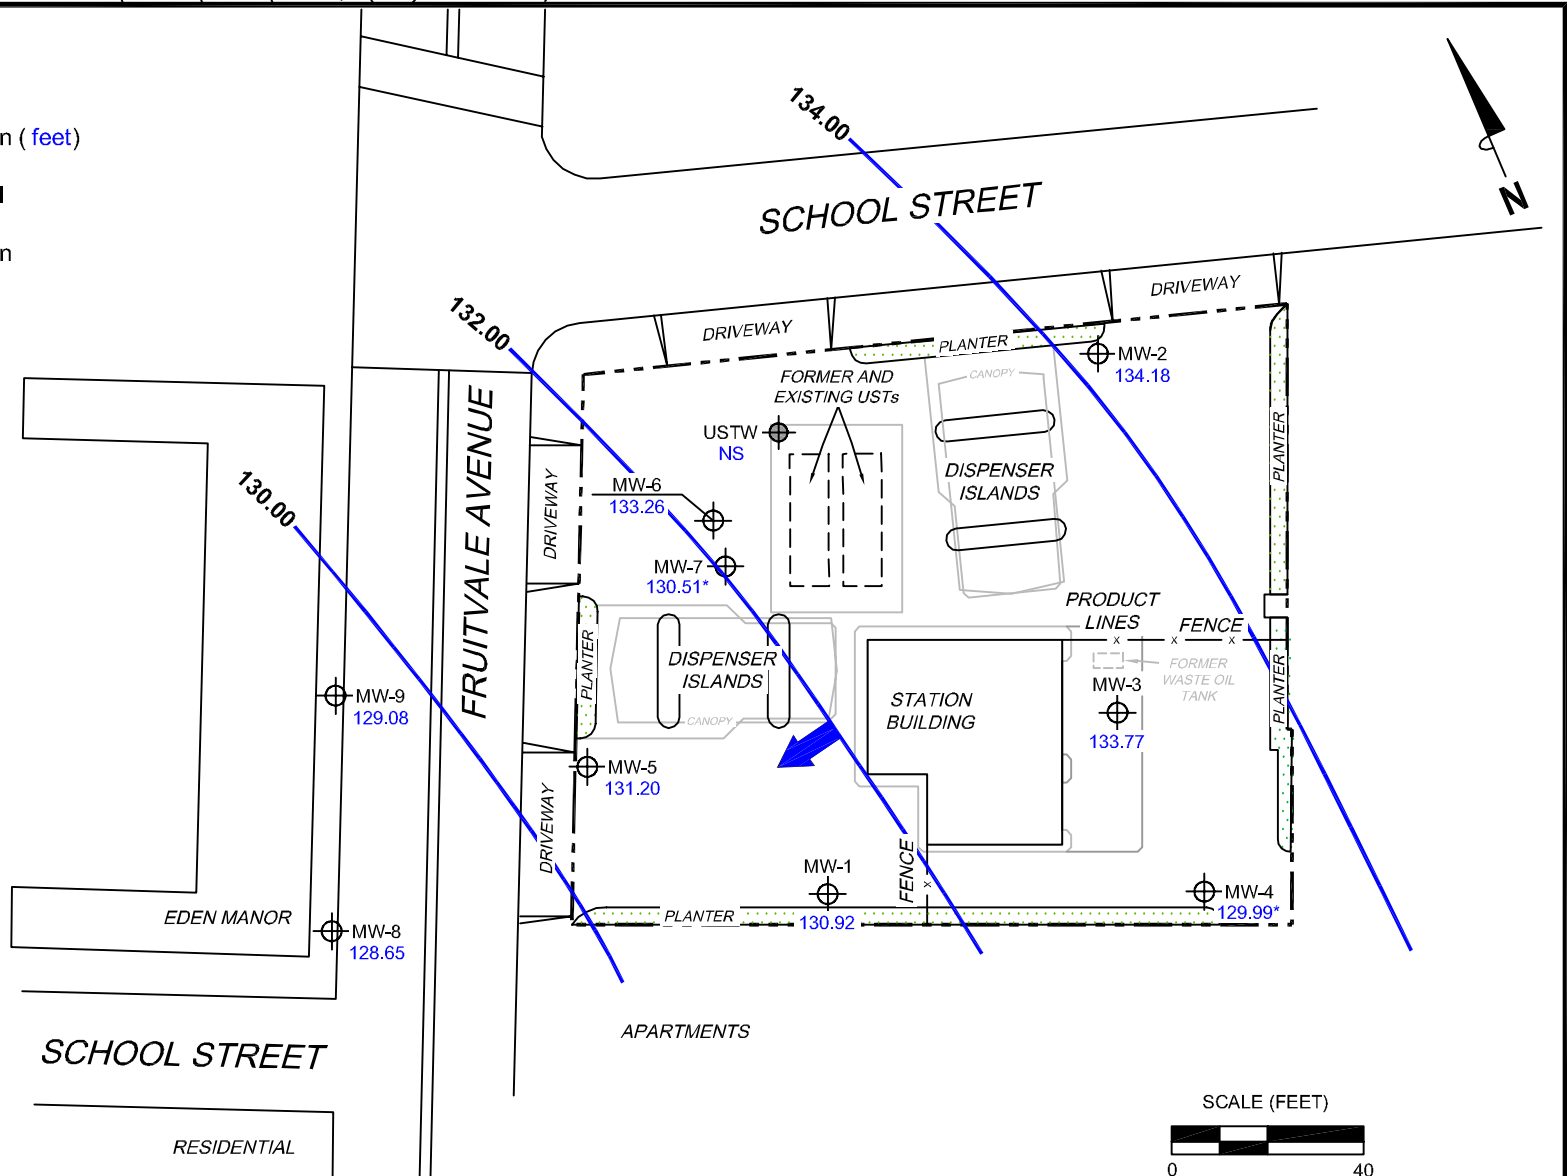 n ( feet)
l
n
134.00
N
SCHOOL STREET
DRIVEWAY
132.00
DRIVEWAY
PLANTER
MW-2
134.18
CANOPY
FORMER AND
EXISTING USTs
USTW
NS
FRUITVALE AVENUE
DISPENSER
ISLANDS
PLANTER
130.00
MW-6
133.26
DRIVEWAY
MW-7
130.51*
PRODUCT
LINES
FENCE
x x x
PLANTER
DISPENSER
ISLANDS
CANOPY
FORMER
WASTE OIL
TANK
PLANTER
MW-9
129.08
STATION
BUILDING
MW-3
133.77
MW-5
131.20
DRIVEWAY
FENCE
x
MW-1
130.92
MW-4
129.99*
PLANTER
EDEN MANOR
MW-8
128.65
APARTMENTS
SCHOOL STREET
RESIDENTIAL
SCALE (FEET)
0 40